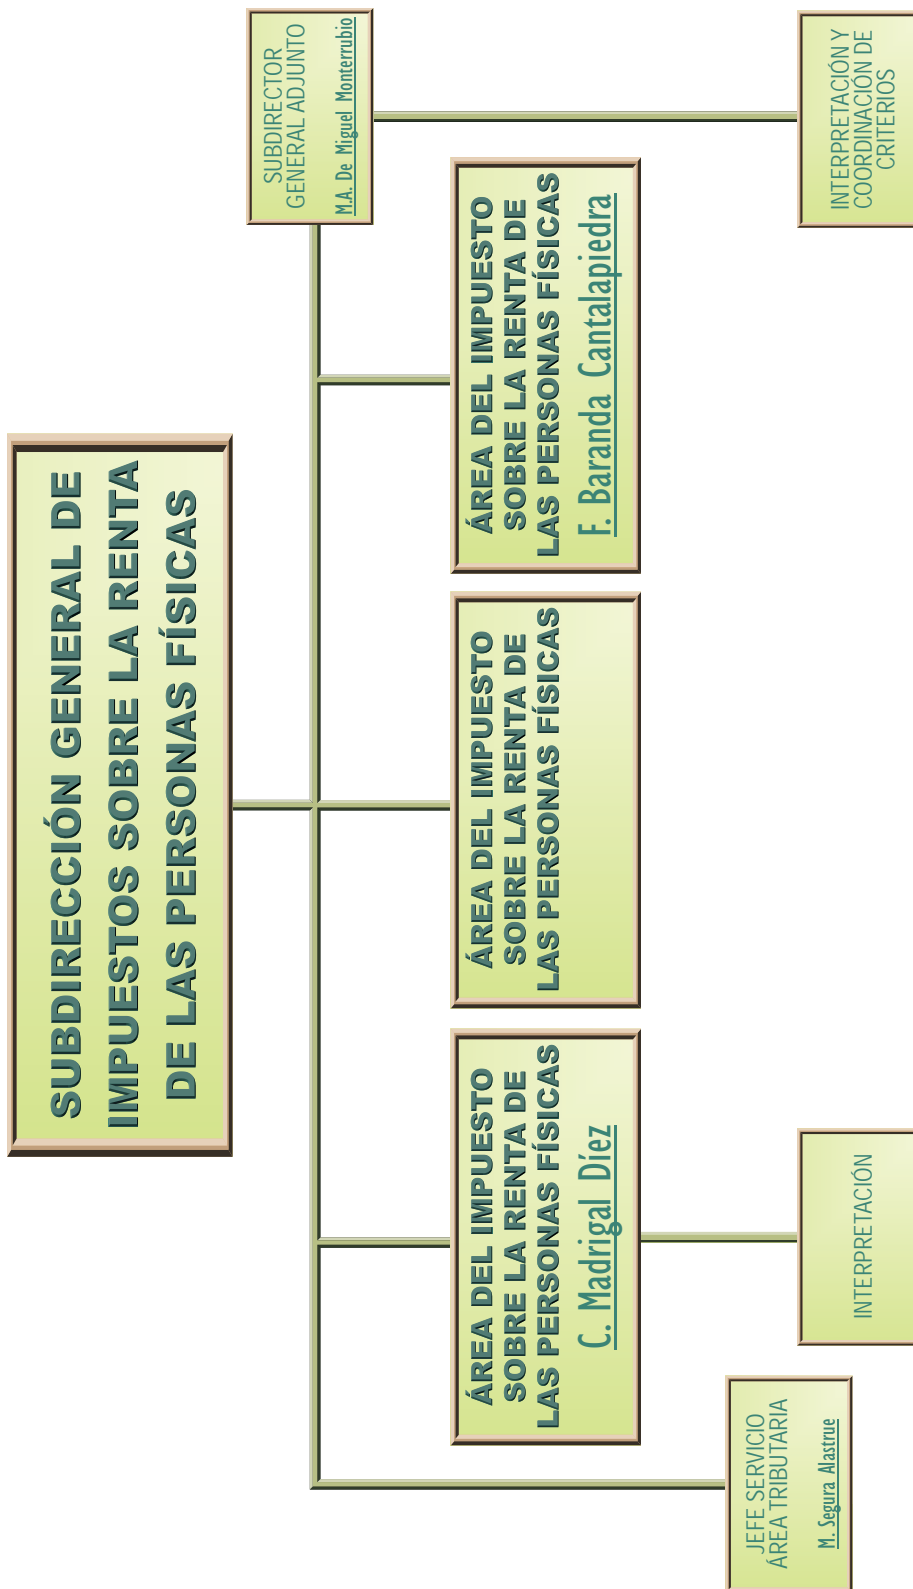 SUBDIRECCIÓN GENERAL DE
IMPUESTOS SOBRE LA RENTA
DE LAS PERSONAS FÍSICAS
SUBDIRECTOR
GENERAL ADJUNTO
M.A. De Miguel Monterrubio
ÁREA DEL IMPUESTO
SOBRE LA RENTA DE
LAS PERSONAS FÍSICAS
C. Madrigal Díez
ÁREA DEL IMPUESTO
SOBRE LA RENTA DE
LAS PERSONAS FÍSICAS
ÁREA DEL IMPUESTO
SOBRE LA RENTA DE
LAS PERSONAS FÍSICAS
F. Baranda Cantalapiedra
JEFE SERVICIO
ÁREA TRIBUTARIA
M. Segura Alastrue
INTERPRETACIÓN
INTERPRETACIÓN Y
COORDINACIÓN DE
CRITERIOS